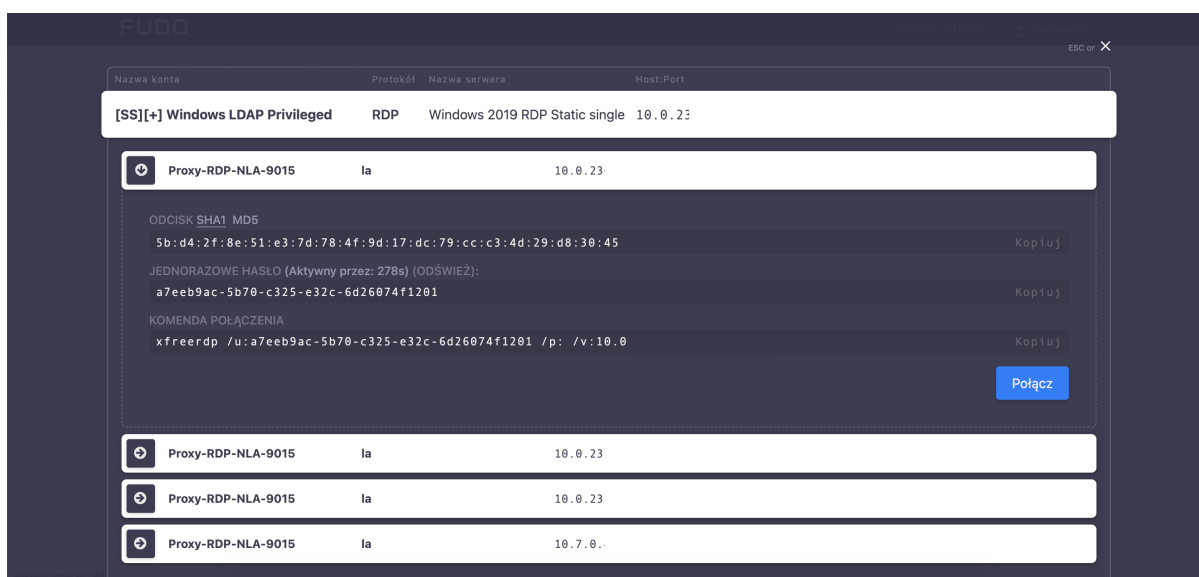 FUDO
ESC or ×
Nazwa konta Protokół Nazwa serwera Host:Port
[SS][+] Windows LDAP Privileged RDP Windows 2019 RDP Static single 10.0.23
Proxy-RDP-NLA-9015 la 10.0.23
ODCISK SHA1 MD5
5b:d4:2f:8e:51:e3:7d:78:4f:9d:17:dc:79:cc:c3:4d:29:d8:30:45 Kopiuj
JEDNORAZOWE HASŁO (Aktywny przez: 278s) (ODŚWIEŻ):
a7eeb9ac-5b70-c325-e32c-6d26074f1201 Kopiuj
KOMENDA POŁĄCZENIA
xfreerdp /u:a7eeb9ac-5b70-c325-e32c-6d26074f1201 /p: /v:10.0 Kopiuj
Połącz
Proxy-RDP-NLA-9015 la 10.0.23
Proxy-RDP-NLA-9015 la 10.0.23
Proxy-RDP-NLA-9015 la 10.7.0.